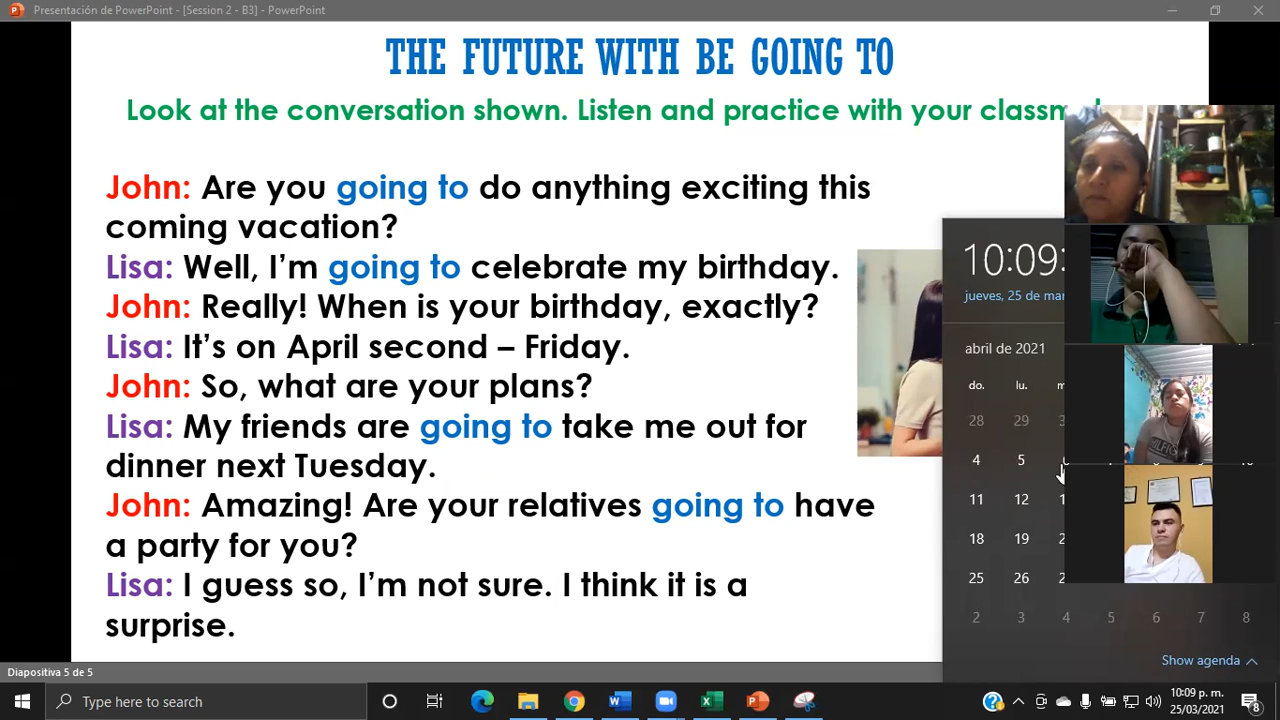 Presentación de PowerPoint - [Session 2 - B3] - PowerPoint
THE FUTURE WITH BE GOING TO
Look at the conversation shown. Listen and practice with your
John: Are you going to do anything exciting this
coming vacation?
Lisa: Well, I'm going to celebrate my birthday.
John: Really! When is your birthday, exactly?
Lisa: It's on April second – Friday.
John: So, what are your plans?
Lisa: My friends are going to take me out for
dinner next Tuesday.
John: Amazing! Are your relatives going to have
a party for you?
Lisa: I guess so, I'm not sure. I think it is a
surprise.
10:09:
jueves, 25 de
abril de 2021
do. lu.
28 29
4 5
11 12
18 19
25 26
2 3 4 5 6 7 8
Show agenda
Diapositiva 5 de 5
Type here to search
10:09 p. m.
25/03/2021
8